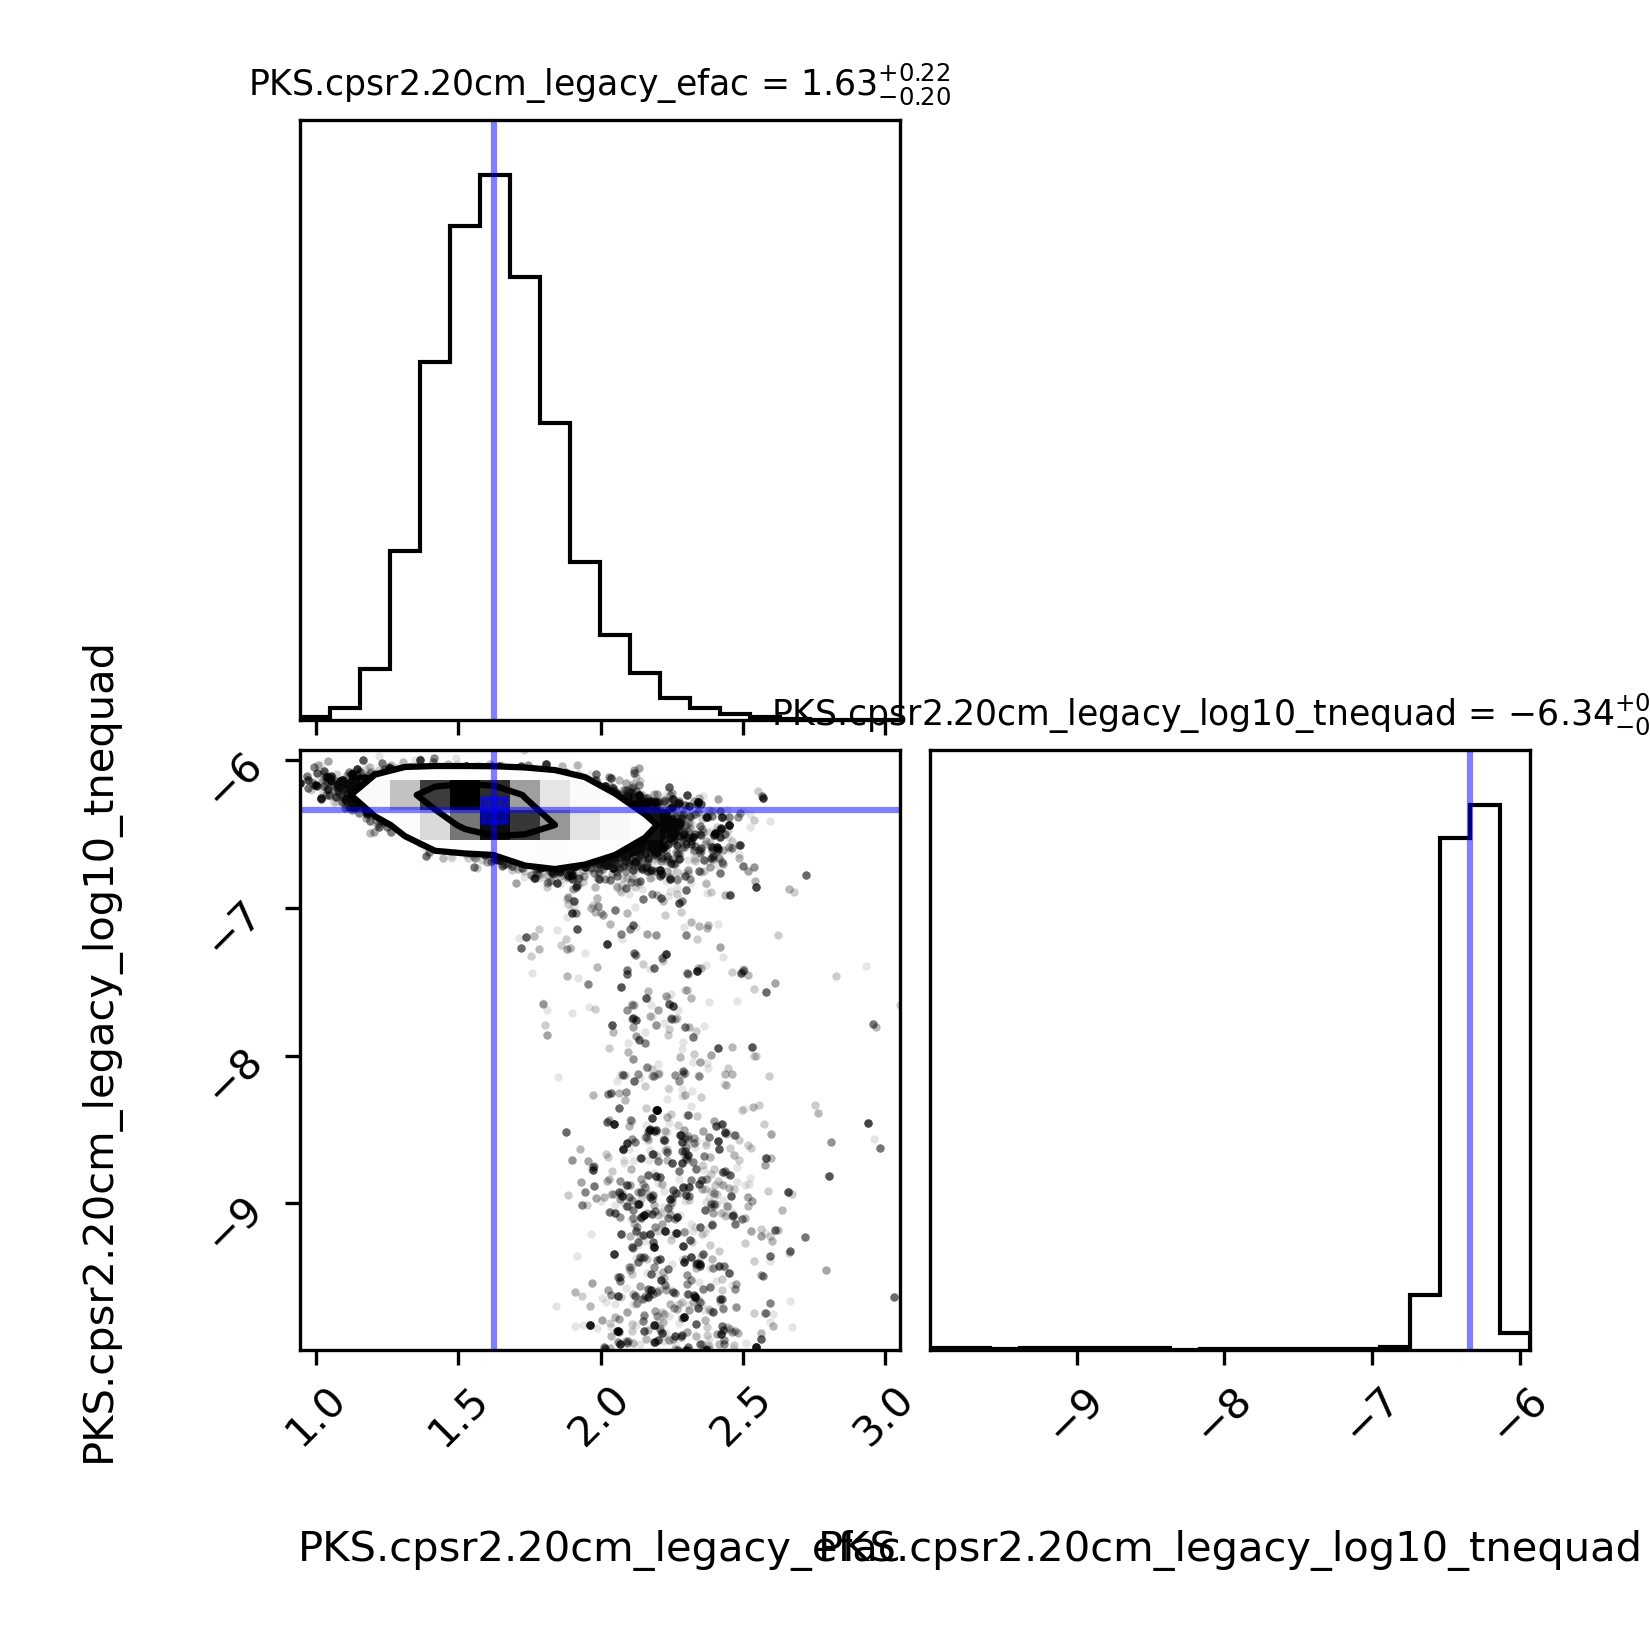 PKS.cpsr2.20cm_legacy_efac = 1.63 +0.22 −0.20
PKS.cpsr2.20cm_legacy_log10_tnequad = −6.34 +0 −0
PKS.cpsr2.20cm_legacy_log10_tnequad
−6
−7
−8
−9
1.0 1.5 2.0 2.5 3.0
−9 −8 −7 −6
PKS.cpsr2.20cm_legacy_efac
PKS.cpsr2.20cm_legacy_log10_tnequad